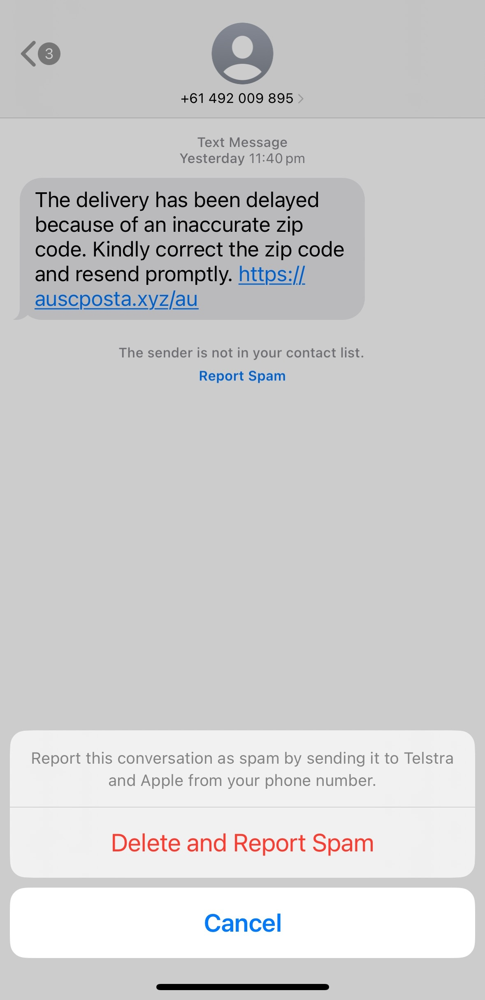 3
+61 492 009 895
Text Message
Yesterday 11:40 pm
The delivery has been delayed
because of an inaccurate zip
code. Kindly correct the zip code
and resend promptly. https://
auscposta.xyz/au
The sender is not in your contact list.
Report Spam
Report this conversation as spam by sending it to Telstra
and Apple from your phone number.
Delete and Report Spam
Cancel